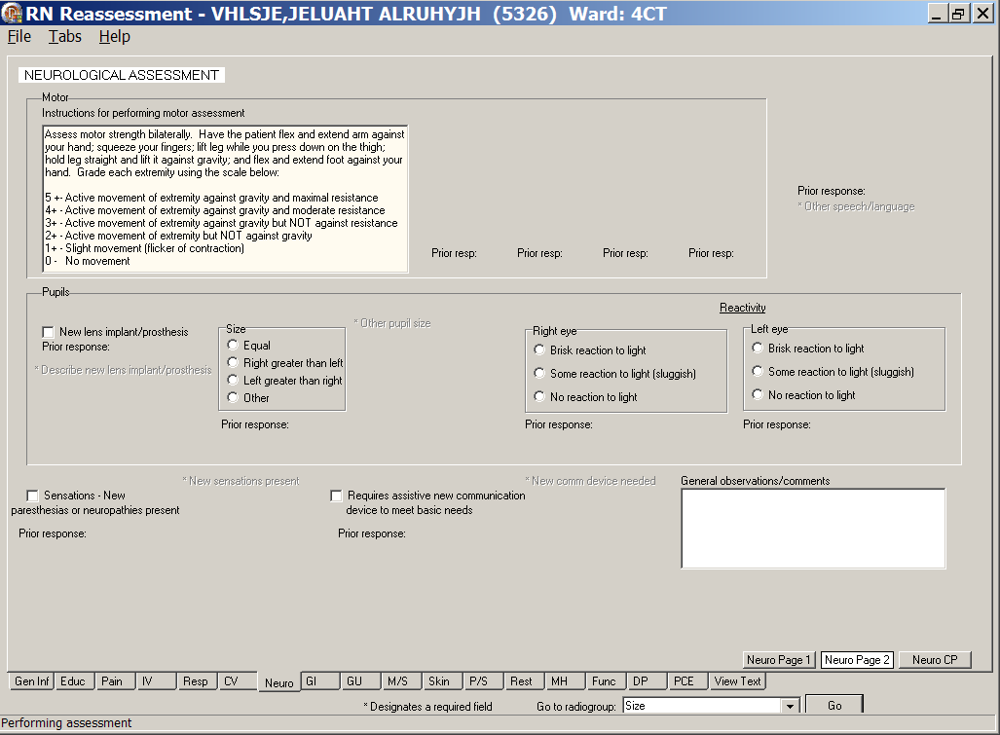 RN Reassessment - VHLSJE,JELUAHT ALRUHYJH (5326) Ward: 4CT
File Tabs Help
NEUROLOGICAL ASSESSMENT
Motor
Instructions for performing motor assessment
Assess motor strength bilaterally. Have the patient flex and extend arm against
your hand; squeeze your fingers; lift leg while you press down on the thigh;
hold leg straight and lift it against gravity; and flex and extend foot against your
hand. Grade each extremity using the scale below:
5 +- Active movement of extremity against gravity and maximal resistance
4+ - Active movement of extremity against gravity and moderate resistance
3+ - Active movement of extremity against gravity but NOT against resistance
2+ - Active movement of extremity but NOT against gravity
1+ - Slight movement (flicker of contraction)
0 - No movement
Prior resp: Prior resp: Prior resp: Prior resp:
Prior response:
* Other speech/language
Pupils
New lens implant/prosthesis
Prior response:
* Describe new lens implant/prosthesis
Size
Equal
Right greater than left
Left greater than right
Other
Prior response:
* Other pupil size
Reactivity
Right eye
Brisk reaction to light
Some reaction to light (sluggish)
No reaction to light
Prior response:
Left eye
Brisk reaction to light
Some reaction to light (sluggish)
No reaction to light
Prior response:
* New sensations present
Sensations - New
paresthesias or neuropathies present
Prior response:
* New comm device needed
Requires assistive new communication
device to meet basic needs
Prior response:
General observations/comments
Neuro Page 1 Neuro Page 2 Neuro CP
Gen Inf Educ Pain IV Resp CV Neuro GI GU M/S Skin P/S Rest MH Func DP PCE View Text
* Designates a required field Go to radiogroup: Size Go
Performing assessment